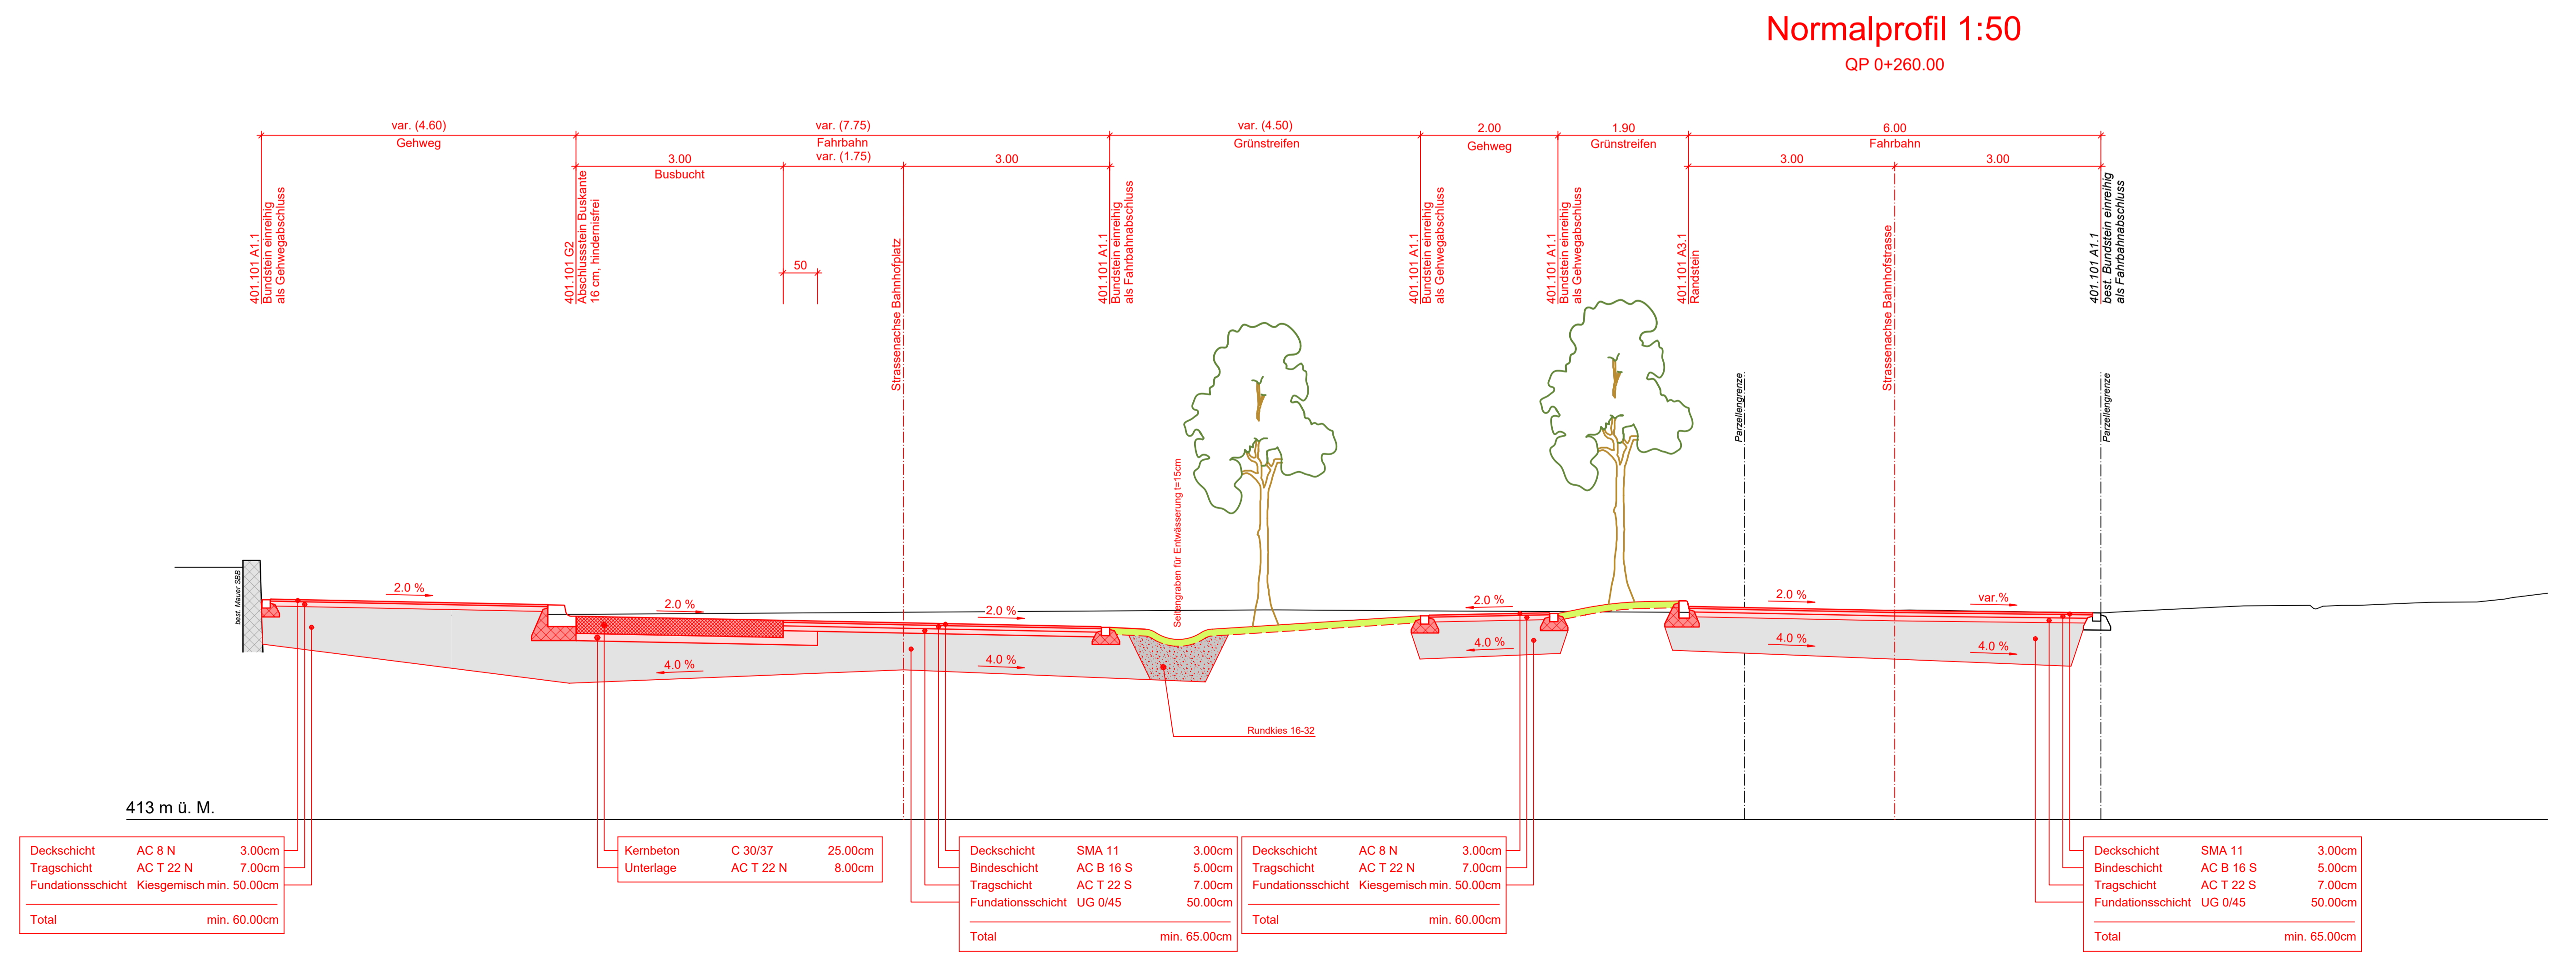 Normalprofil 1:50
QP 0+260.00
var. (4.60)
Gehweg
var. (7.75)
Fahrbahn
var. (4.50)
Grünstreifen
2.00
Gehweg
1.90
Grünstreifen
6.00
Fahrbahn
3.00
Busbucht
var. (1.75)
3.00
3.00
3.00
50
401.101 A1.1
Bundstein einreihig
als Gehwegabschluss
401.101 G2
Abschlussstein Buskante
16 cm, hindernisfrei
Strassenachse Bahnhofplatz
401.101 A1.1
Bundstein einreihig
als Fahrbahnabschluss
401.101 A1.1
Bundstein einreihig
als Gehwegabschluss
401.101 A1.1
Bundstein einreihig
als Gehwegabschluss
401.101 A3.1
Randstein
Strassenachse Bahnhofstrasse
401.101 A1.1
best. Bundstein einreihig
als Fahrbahnabschluss
Parzellengrenze
Parzellengrenze
Seitengraben für Entwässerung t=15cm
best. Mauer SBB
2.0 %
2.0 %
2.0 %
2.0 %
2.0 %
var.%
4.0 %
4.0 %
4.0 %
4.0 %
4.0 %
Rundkies 16-32
413 m ü. M.
Deckschicht AC 8 N 3.00cm
Tragschicht AC T 22 N 7.00cm
Fundationsschicht Kiesgemisch min. 50.00cm
Total min. 60.00cm
Kernbeton C 30/37 25.00cm
Unterlage AC T 22 N 8.00cm
Deckschicht SMA 11 3.00cm
Bindeschicht AC B 16 S 5.00cm
Tragschicht AC T 22 S 7.00cm
Fundationsschicht UG 0/45 50.00cm
Total min. 65.00cm
Deckschicht AC 8 N 3.00cm
Tragschicht AC T 22 N 7.00cm
Fundationsschicht Kiesgemisch min. 50.00cm
Total min. 60.00cm
Deckschicht SMA 11 3.00cm
Bindeschicht AC B 16 S 5.00cm
Tragschicht AC T 22 S 7.00cm
Fundationsschicht UG 0/45 50.00cm
Total min. 65.00cm